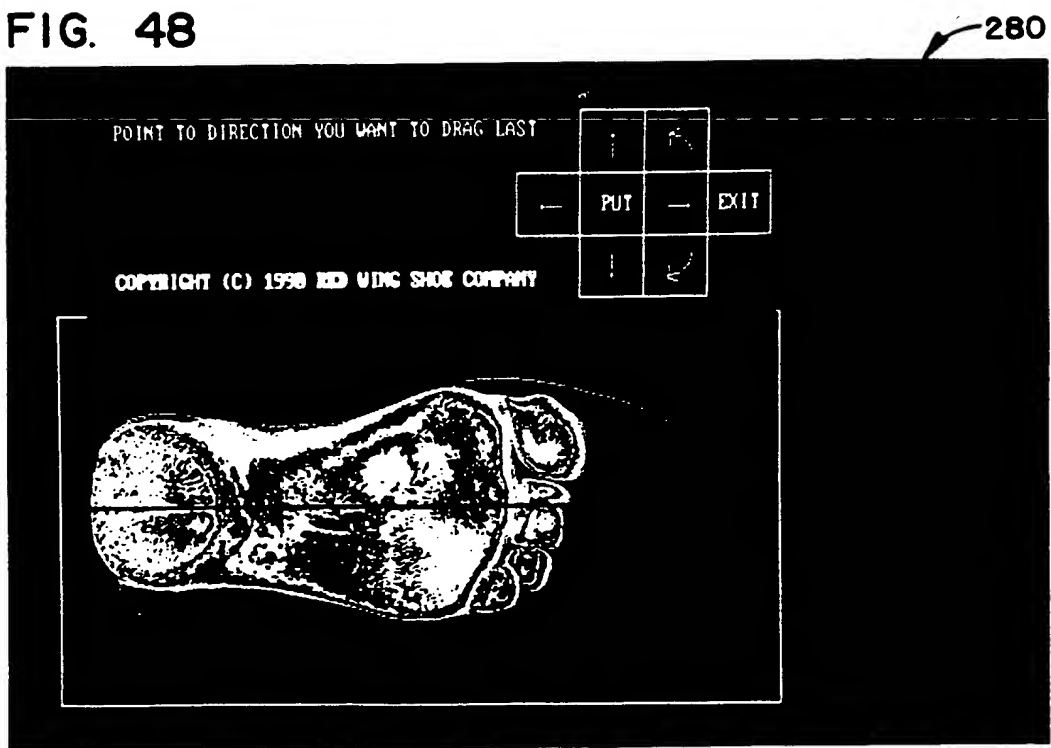 FIG. 48
280
POINT TO DIRECTION YOU WANT TO DRAG LAST
← PUT → EXIT
COPYRIGHT (C) 1990 RED WING SHOE COMPANY